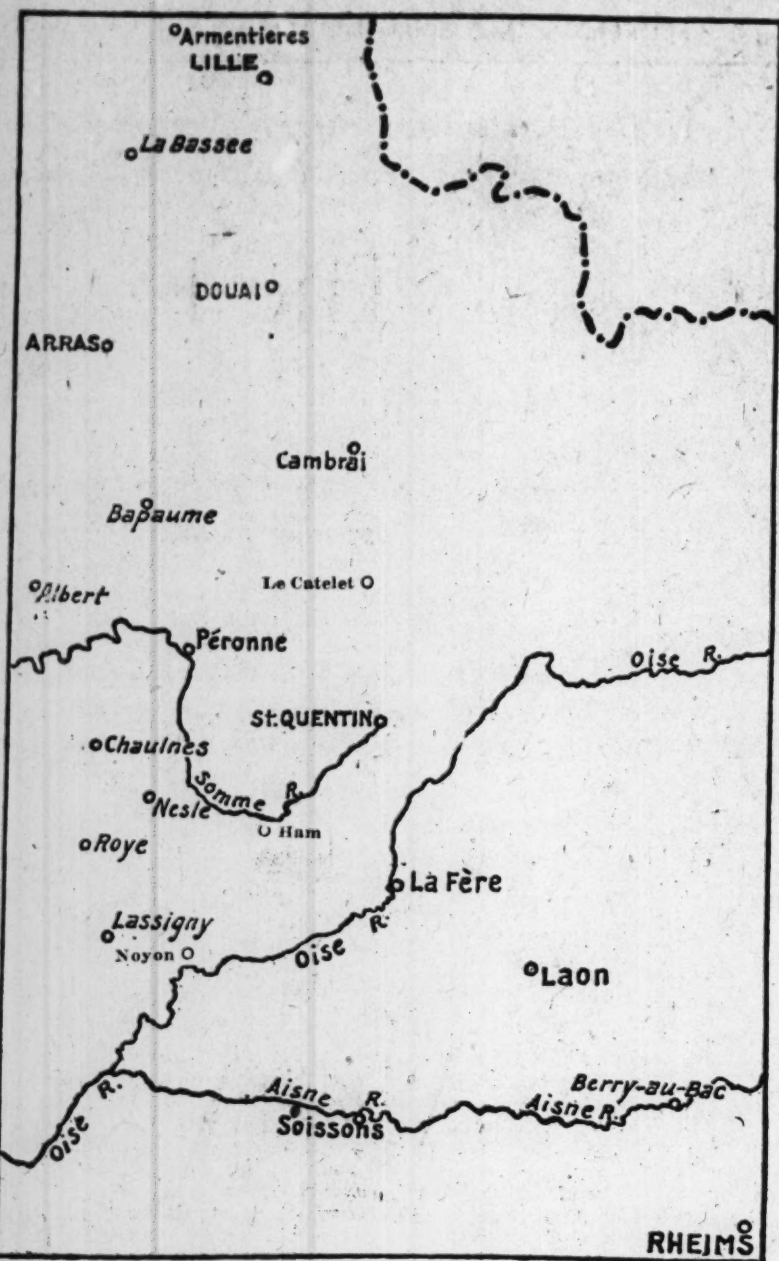 Armentieres
LILLE
La Bassee
DOUAI
ARRAS
Cambrai
Bapaume
Le Catelet
Albert
Péronne
Oise R.
St. QUENTIN
Chaulnes
Somme R.
Nesle
Ham
Roye
La Fère
Lassigny
Noyon
Oise R.
Laon
Oise R.
Aisne R.
Soissons
Aisne R.
Berry-au-Bac
RHEIMS